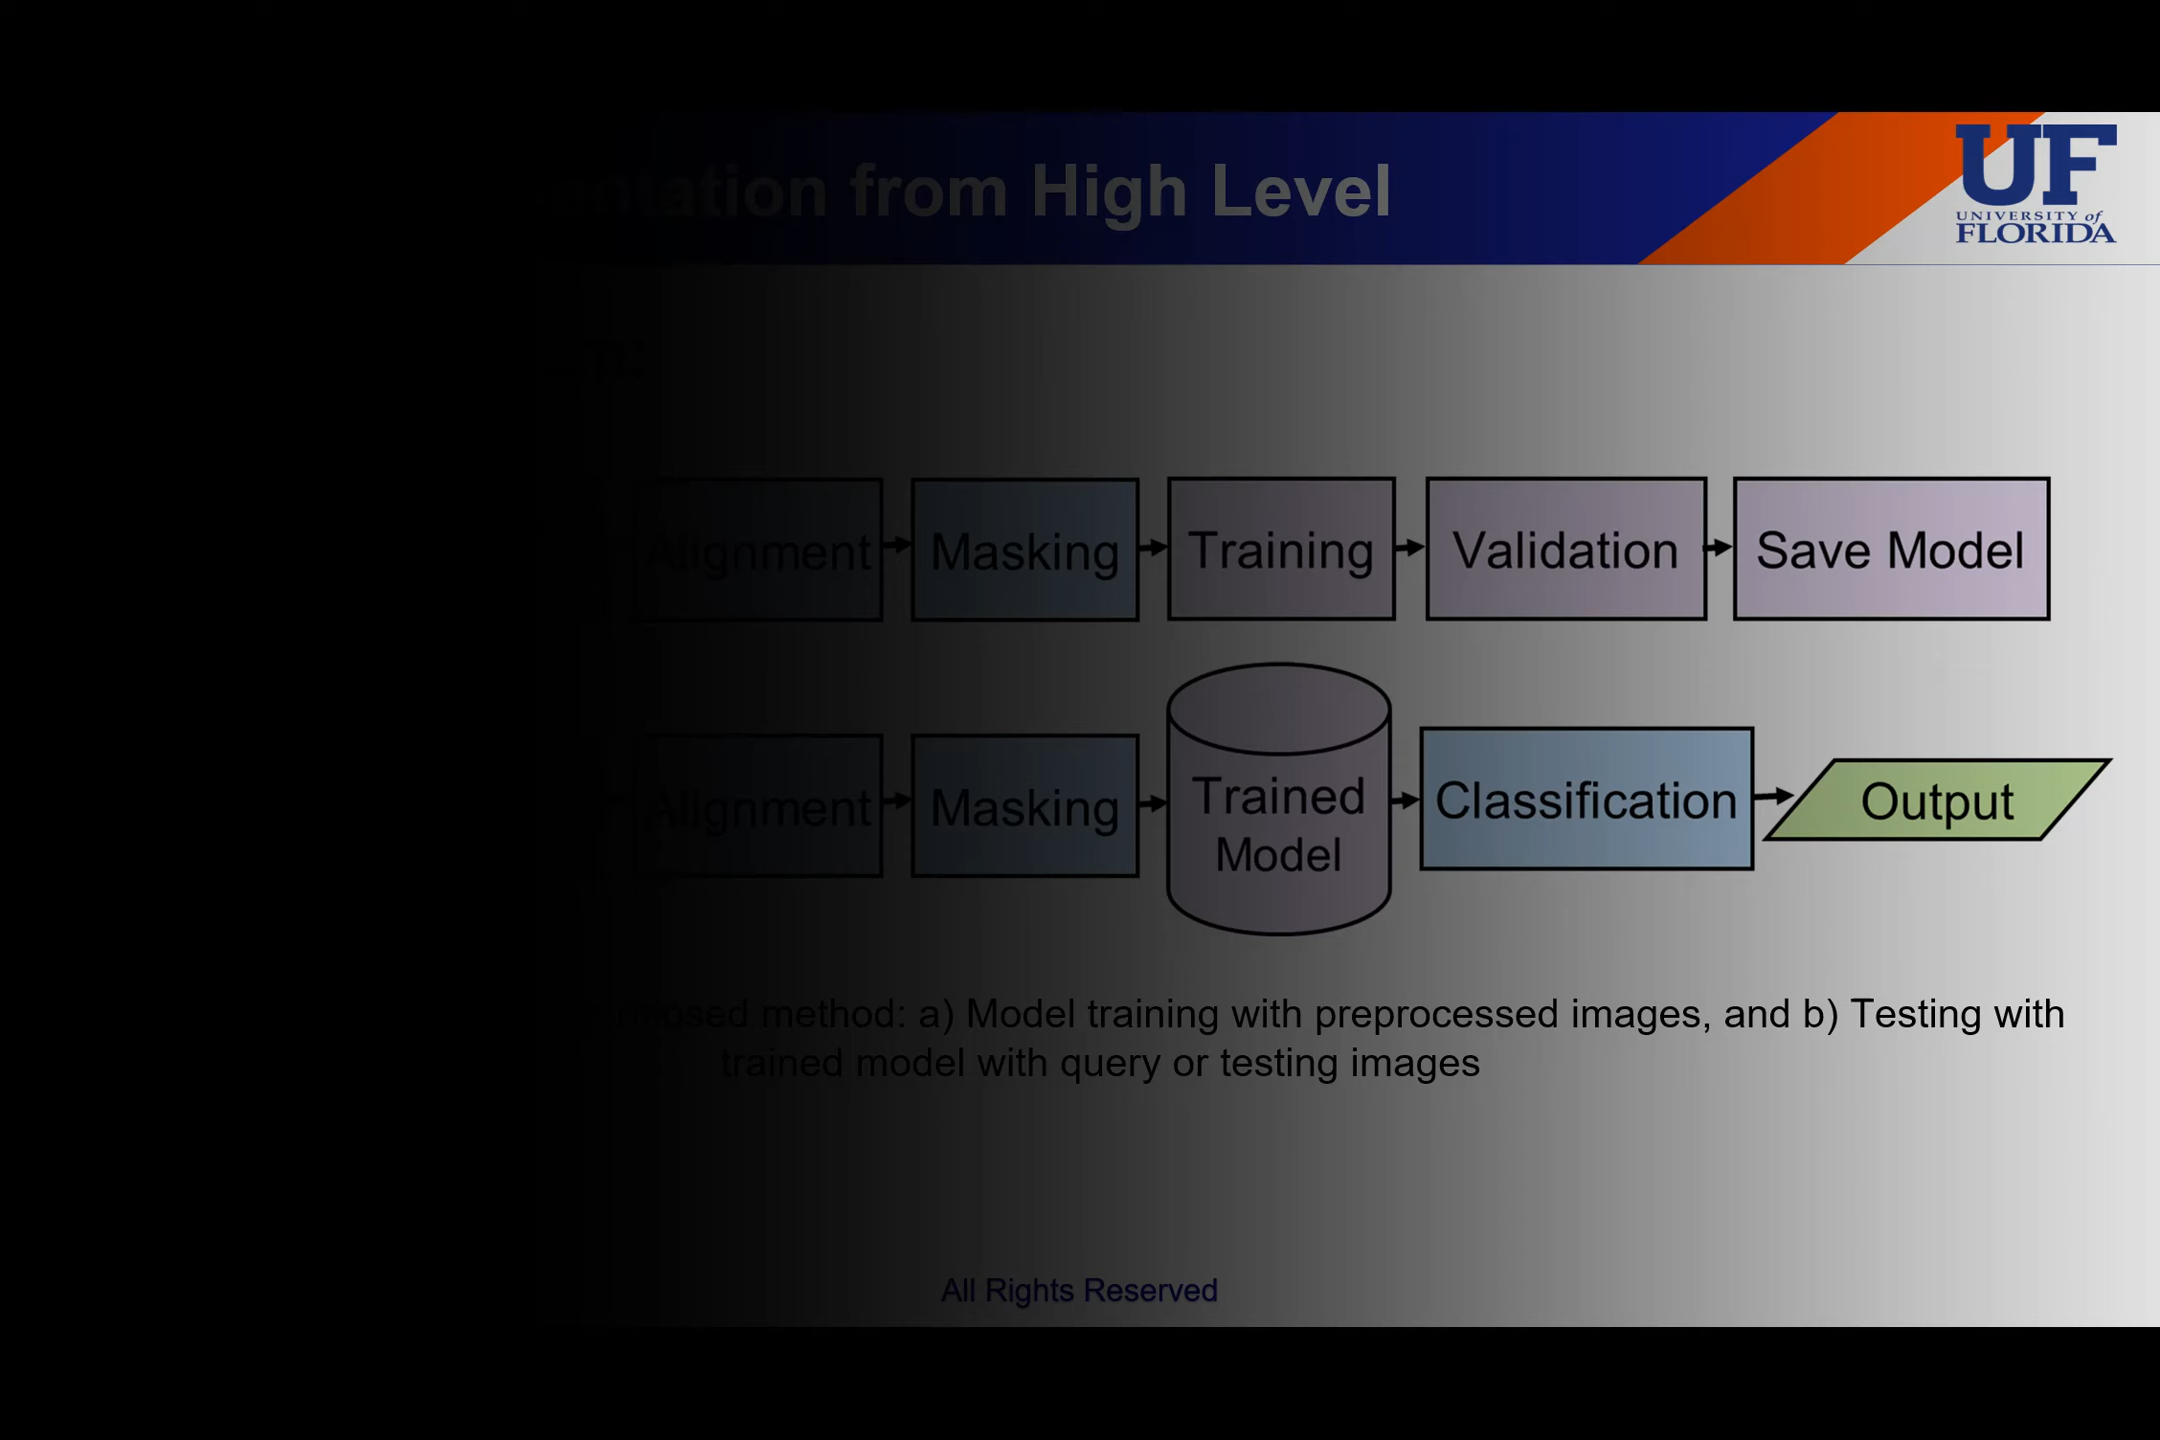 from High Level
UF
UNIVERSITY of
FLORIDA
Alignment Masking Training Validation Save Model
Alignment Masking Trained Model Classification Output
method: a) Model training with preprocessed images, and b) Testing with
trained model with query or testing images
All Rights Reserved